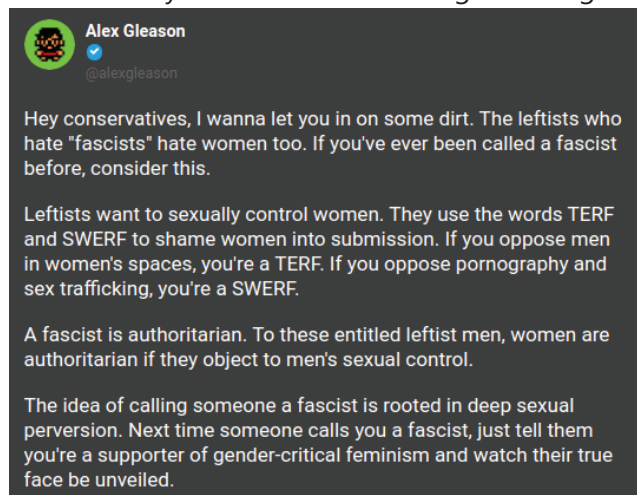 Alex Gleason
@alexgleason
Hey conservatives, I wanna let you in on some dirt. The leftists who
hate "fascists" hate women too. If you've ever been called a fascist
before, consider this.
Leftists want to sexually control women. They use the words TERF
and SWERF to shame women into submission. If you oppose men
in women's spaces, you're a TERF. If you oppose pornography and
sex trafficking, you're a SWERF.
A fascist is authoritarian. To these entitled leftist men, women are
authoritarian if they object to men's sexual control.
The idea of calling someone a fascist is rooted in deep sexual
perversion. Next time someone calls you a fascist, just tell them
you're a supporter of gender-critical feminism and watch their true
face be unveiled.